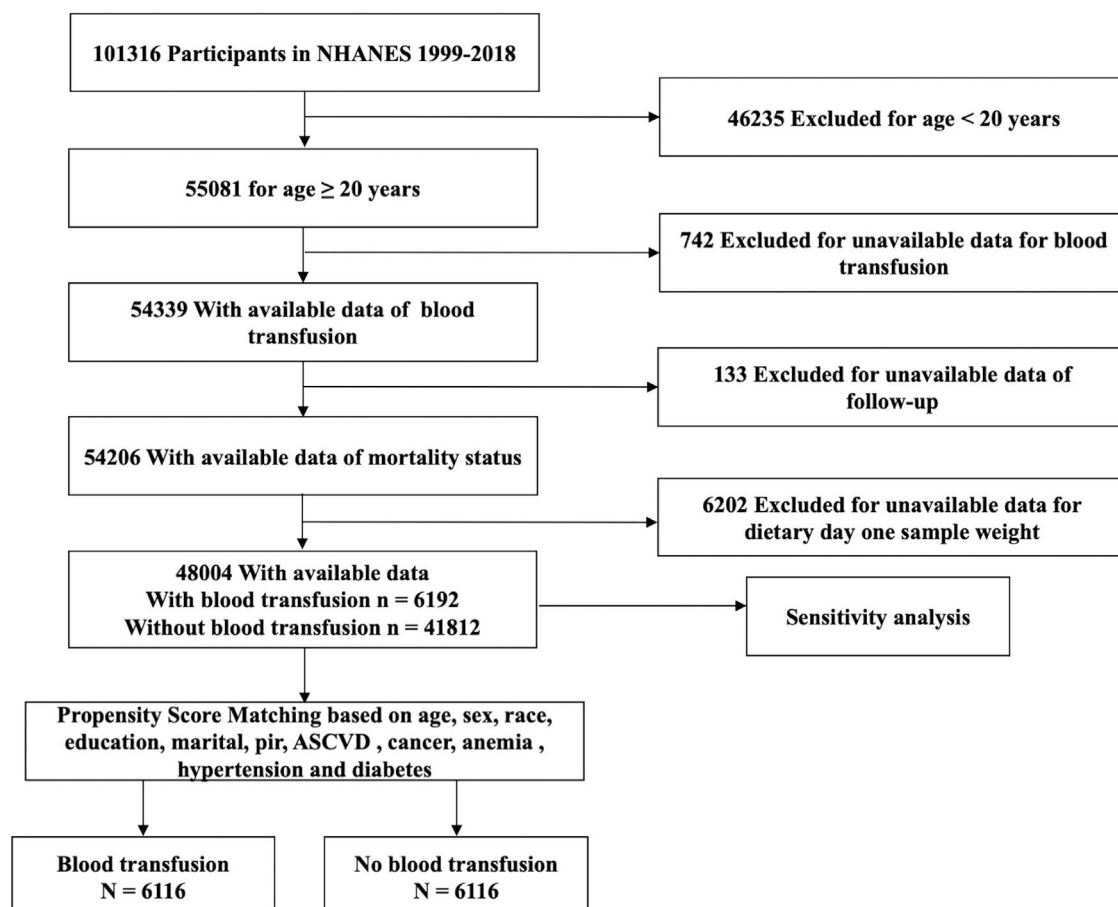 101316 Participants in NHANES 1999-2018
46235 Excluded for age < 20 years
55081 for age ≥ 20 years
742 Excluded for unavailable data for blood
transfusion
54339 With available data of blood
transfusion
133 Excluded for unavailable data of
follow-up
54206 With available data of mortality status
6202 Excluded for unavailable data for
dietary day one sample weight
48004 With available data
With blood transfusion n = 6192
Without blood transfusion n = 41812
Sensitivity analysis
Propensity Score Matching based on age, sex, race,
education, marital, pir, ASCVD , cancer, anemia ,
hypertension and diabetes
Blood transfusion
N = 6116
No blood transfusion
N = 6116